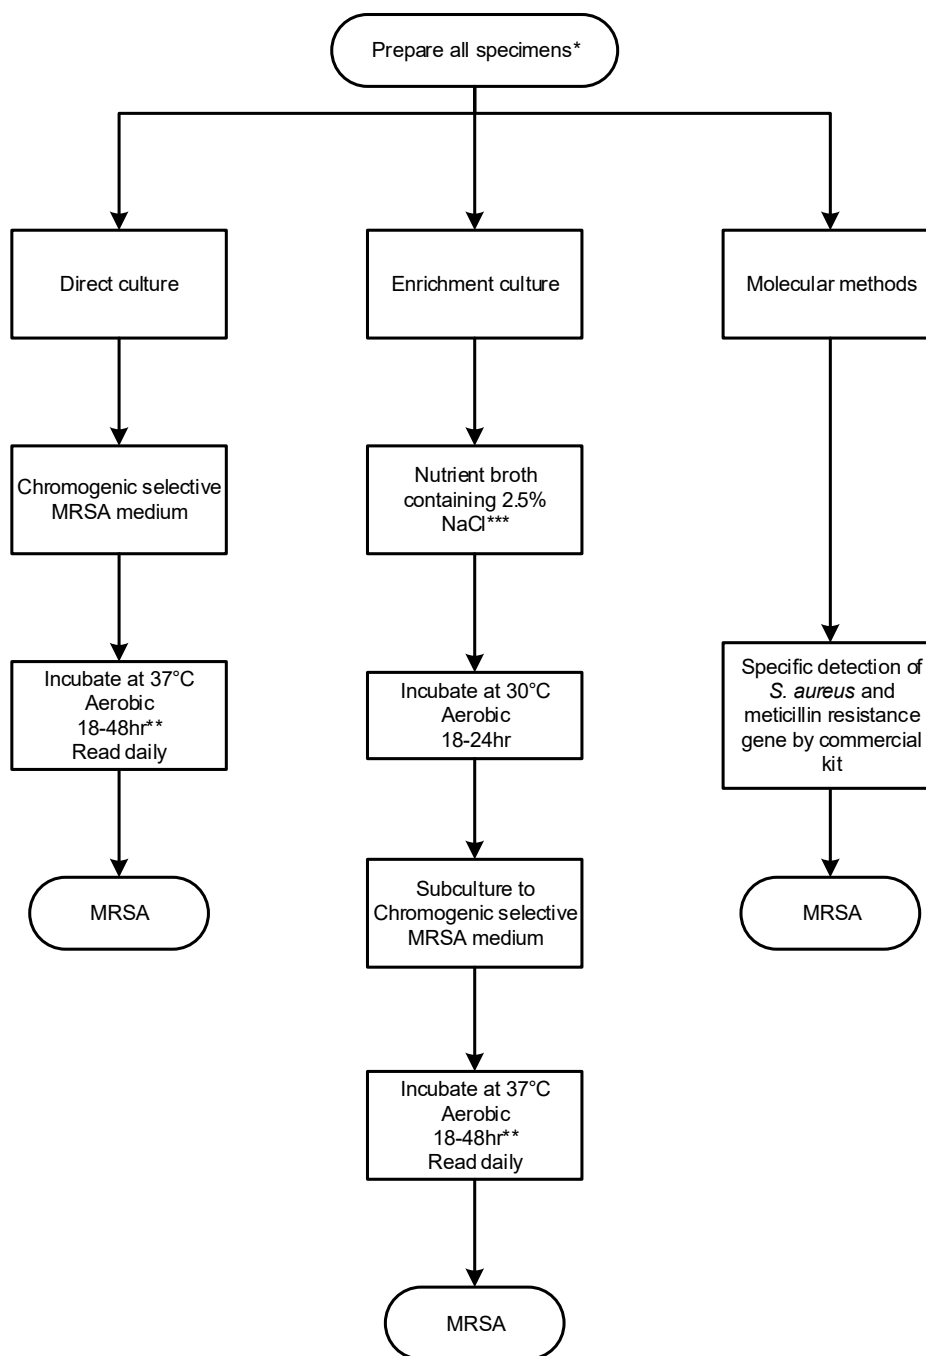 Prepare all specimens*
Direct culture
Enrichment culture
Molecular methods
Chromogenic selective
MRSA medium
Nutrient broth
containing 2.5%
NaCl***
Incubate at 37°C
Aerobic
18-48hr**
Read daily
Incubate at 30°C
Aerobic
18-24hr
Specific detection of
S. aureus and
meticillin resistance
gene by commercial
kit
MRSA
Subculture to
Chromogenic selective
MRSA medium
MRSA
Incubate at 37°C
Aerobic
18-48hr**
Read daily
MRSA